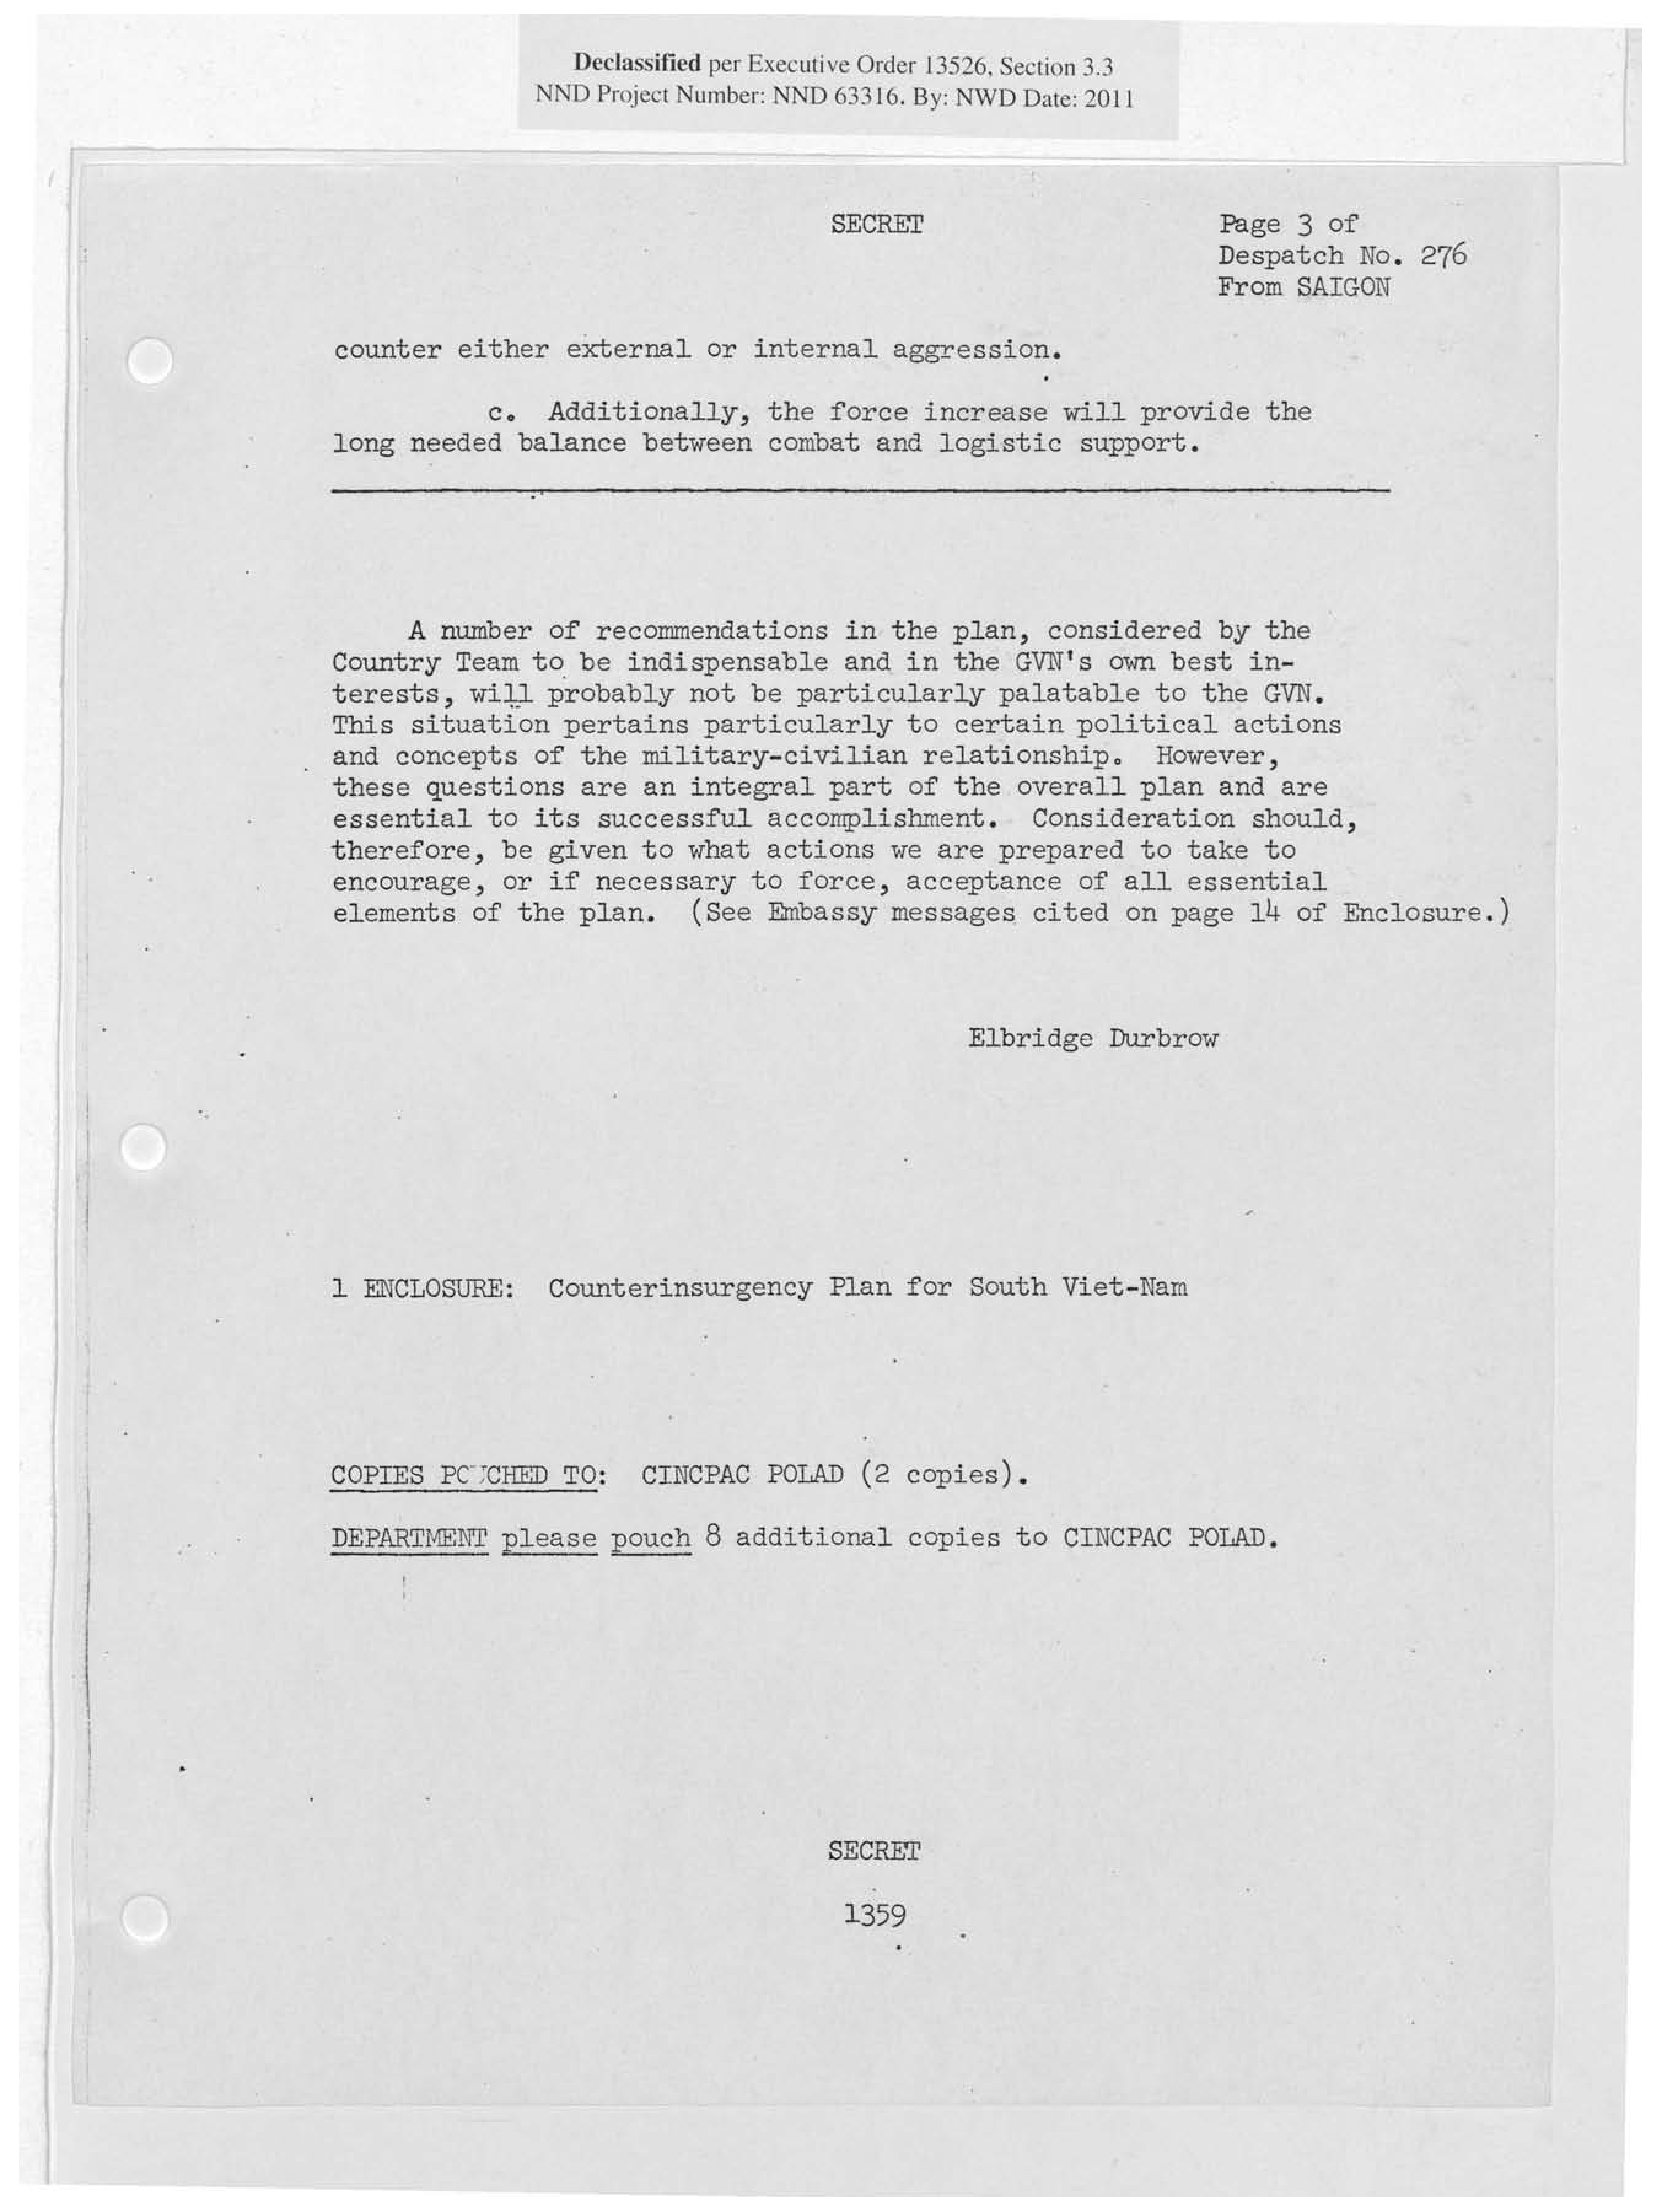 Declassified per Executive Order 13526, Section 3.3
NND Project Number: NND 63316. By: NWD Date: 2011
SECRET
Page 3 of
Despatch No. 276
From SAIGON
counter either external or internal aggression.
c. Additionally, the force increase will provide the
long needed balance between combat and logistic support.
A number of recommendations in the plan, considered by the
Country Team to be indispensable and in the GVN's own best in-
terests, will probably not be particularly palatable to the GVN.
This situation pertains particularly to certain political actions
and concepts of the military-civilian relationship. However,
these questions are an integral part of the overall plan and are
essential to its successful accomplishment. Consideration should,
therefore, be given to what actions we are prepared to take to
encourage, or if necessary to force, acceptance of all essential
elements of the plan. (See Embassy messages cited on page 14 of Enclosure.)
Elbridge Durbrow
1 ENCLOSURE: Counterinsurgency Plan for South Viet-Nam
COPIES POUCHED TO: CINCPAC POLAD (2 copies).
DEPARTMENT please pouch 8 additional copies to CINCPAC POLAD.
SECRET
1359